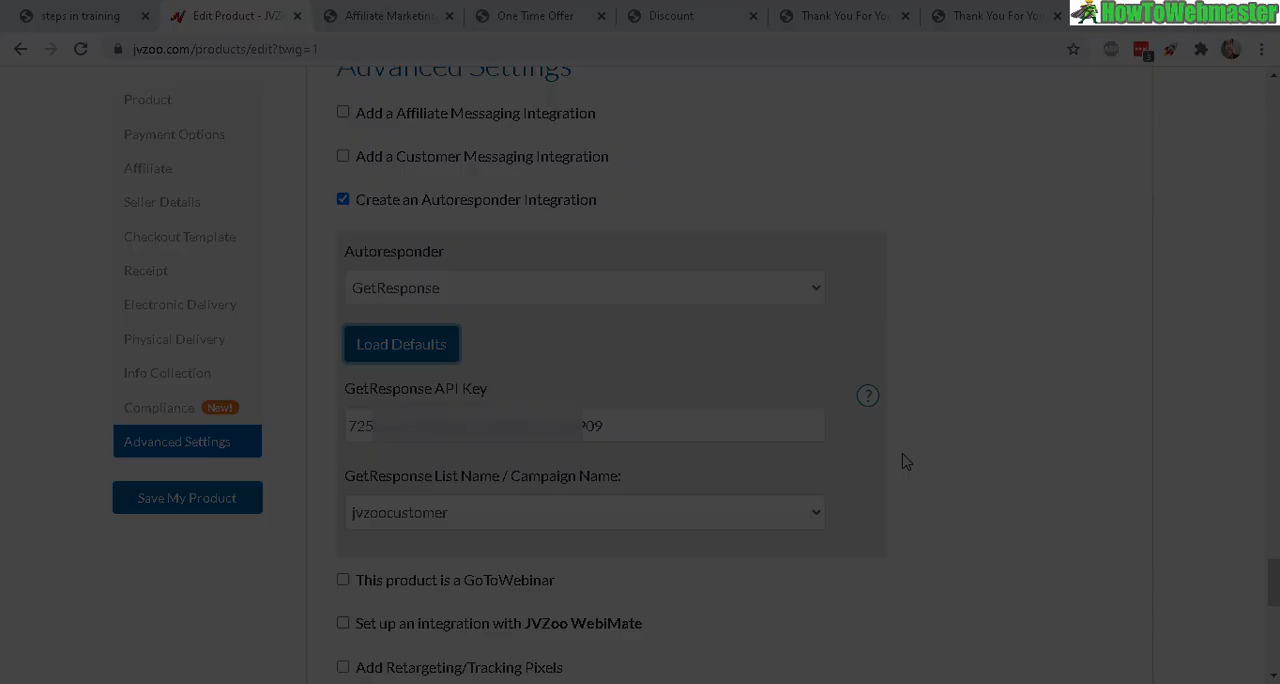 steps in training
Edit Product - JVZ
Affiliate Marketing
One Time Offer
Discount
Thank You For You
Thank You For Yo
HowToWebmaster
jvzoo.com/products/edit?twig=1
3
Advanced Settings
Product
Payment Options
Affiliate
Seller Details
Checkout Template
Receipt
Electronic Delivery
Physical Delivery
Info Collection
Compliance New!
Advanced Settings
Save My Product
Add a Affiliate Messaging Integration
Add a Customer Messaging Integration
Create an Autoresponder Integration
Autoresponder
GetResponse
Load Defaults
GetResponse API Key
?
725 909
GetResponse List Name / Campaign Name:
jvzoocustomer
This product is a GoToWebinar
Set up an integration with JVZoo WebiMate
Add Retargeting/Tracking Pixels